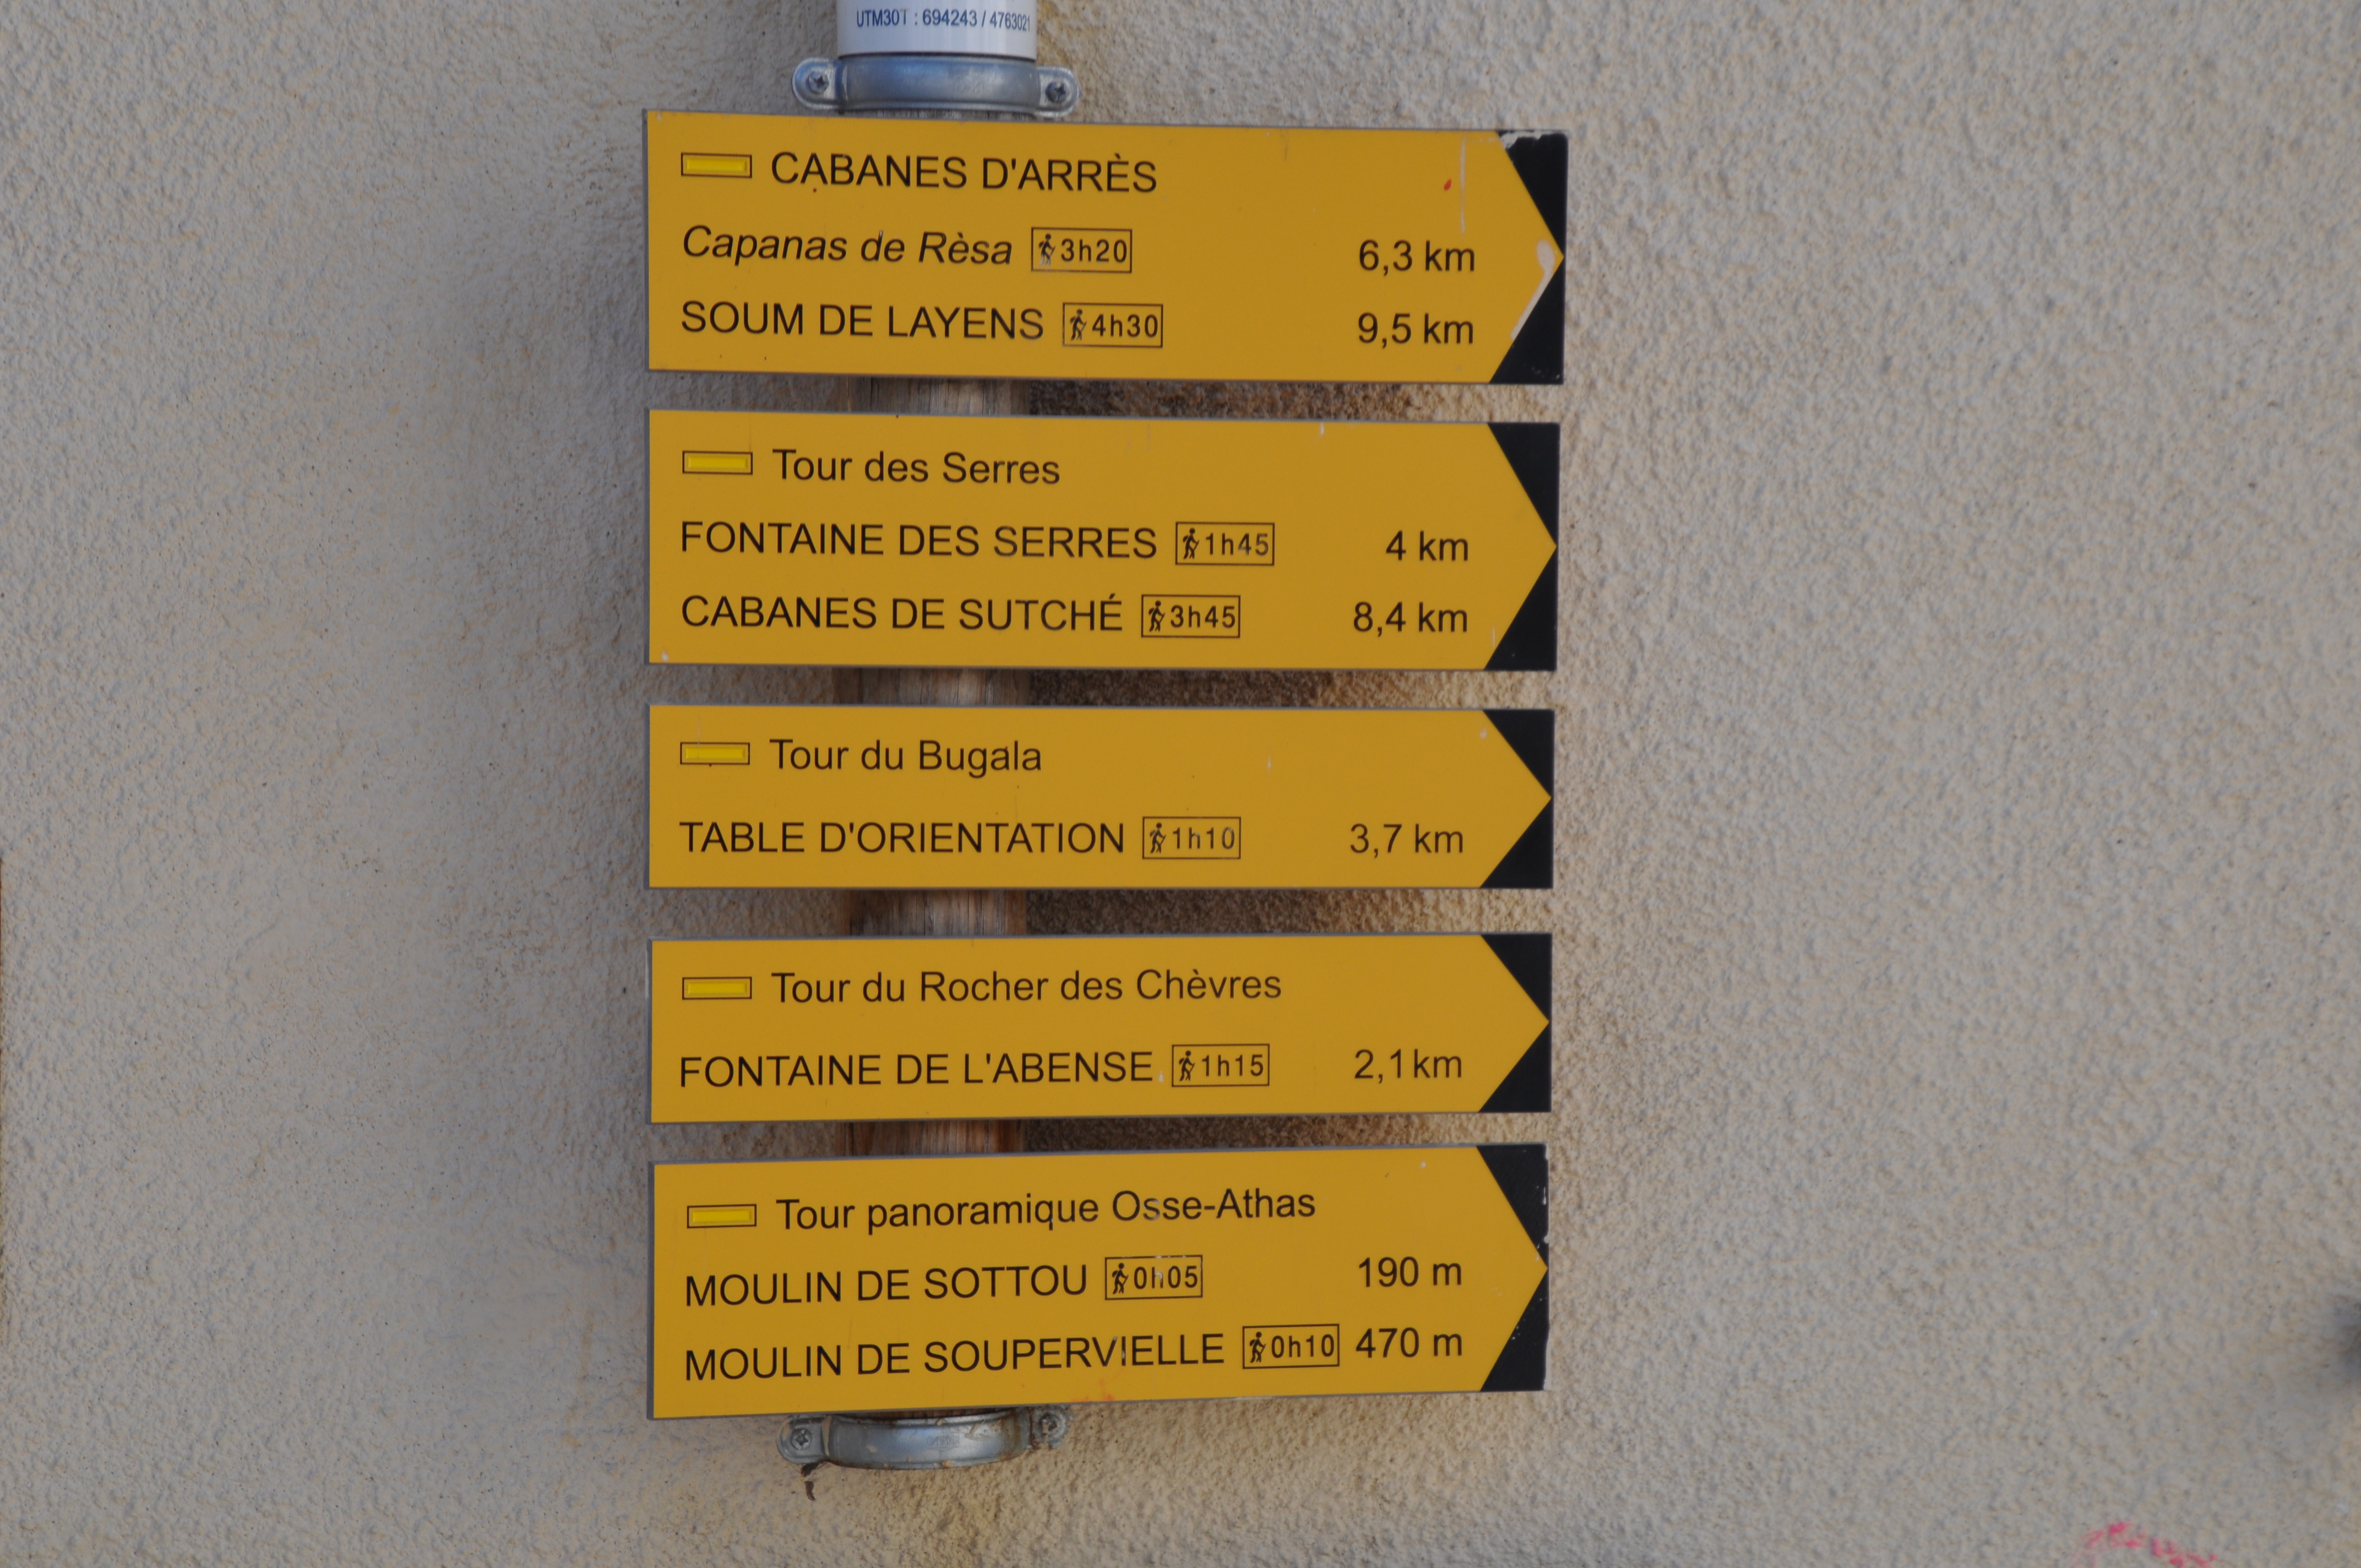 UTM30T : 694243 / 4763021
CABANES D'ARRÈS
Capanas de Rèsa 3h20 6,3 km
SOUM DE LAYENS 4h30 9,5 km
Tour des Serres
FONTAINE DES SERRES 1h45 4 km
CABANES DE SUTCHÉ 3h45 8,4 km
Tour du Bugala
TABLE D'ORIENTATION 1h10 3,7 km
Tour du Rocher des Chèvres
FONTAINE DE L'ABENSE 1h15 2,1 km
Tour panoramique Osse-Athas
MOULIN DE SOTTOU 0h05 190 m
MOULIN DE SOUPERVIELLE 0h10 470 m